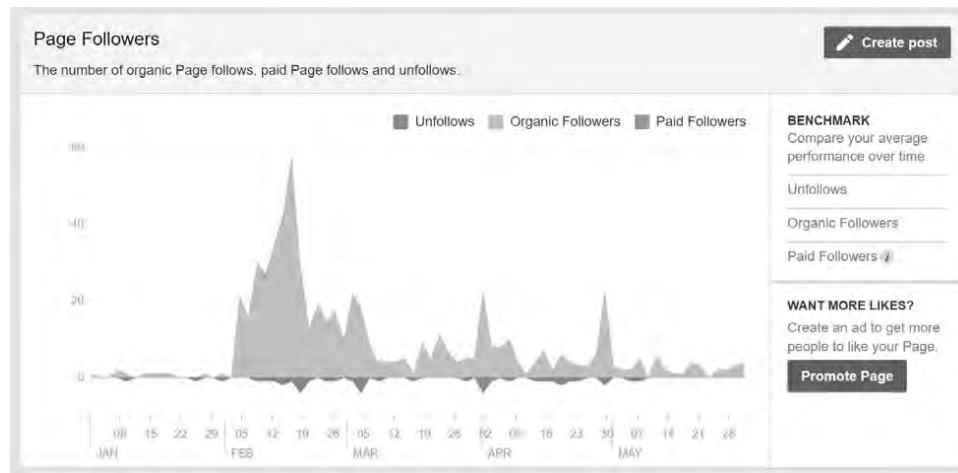 Page Followers
Create post
The number of organic Page follows, paid Page follows and unfollows.
Unfollows Organic Followers Paid Followers
60
40
20
0
08 15 22 29 05 12 19 26 05 12 19 26 02 09 16 23 30 07 14 21 28
JAN FEB MAR APR MAY
BENCHMARK
Compare your average
performance over time
Unfollows
Organic Followers
Paid Followers i
WANT MORE LIKES?
Create an ad to get more
people to like your Page.
Promote Page